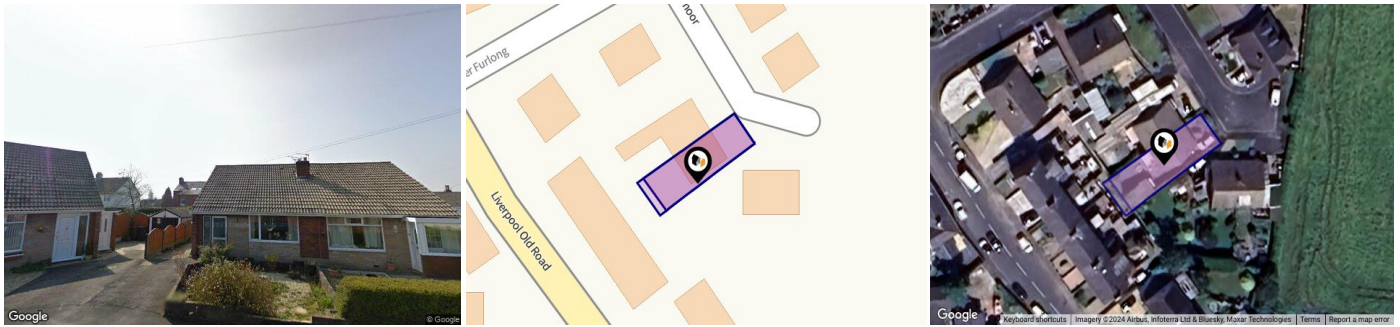 er Furlong
noor
Liverpool Old Road
Google
© Google
Google
Keyboard shortcuts
Imagery ©2024 Airbus, Infoterra Ltd & Bluesky, Maxar Technologies
Terms
Report a map error